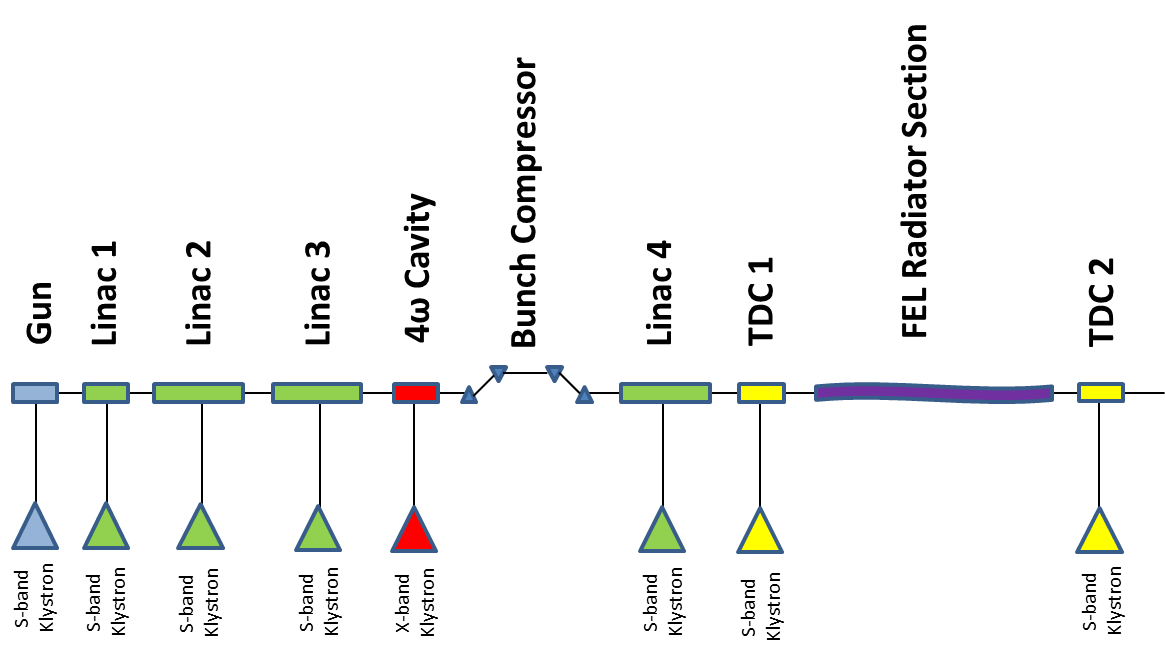 Gun
Linac 1
Linac 2
Linac 3
4ω Cavity
Bunch Compressor
Linac 4
TDC 1
FEL Radiator Section
TDC 2
S-band
Klystron
S-band
Klystron
S-band
Klystron
S-band
Klystron
X-band
Klystron
S-band
Klystron
S-band
Klystron
S-band
Klystron